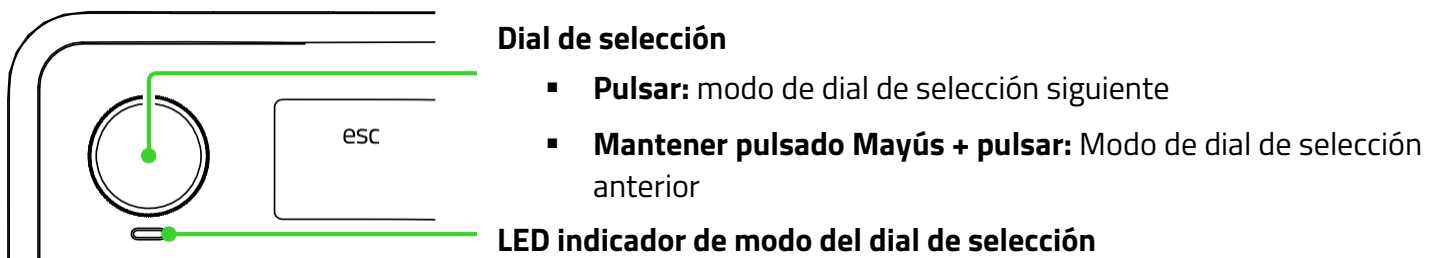 Dial de selección
▪ Pulsar: modo de dial de selección siguiente
esc
▪ Mantener pulsado Mayús + pulsar: Modo de dial de selección
anterior
LED indicador de modo del dial de selección